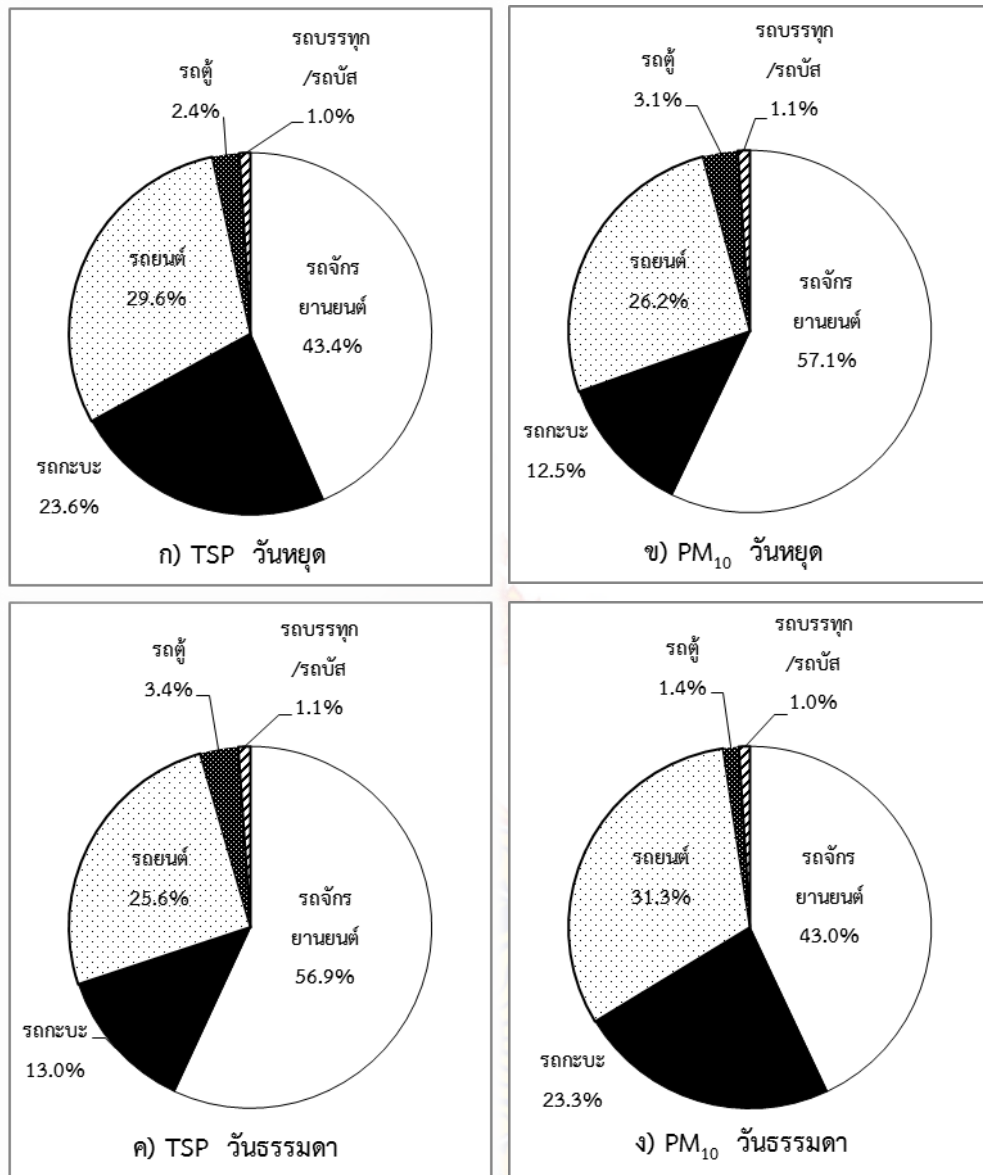 รถบรรทุก
/รถบัส
1.0%
รถตู้
2.4%
รถยนต์
29.6%
รถจักร
ยานยนต์
43.4%
รถกะบะ
23.6%
ก) TSP วันหยุด
รถบรรทุก
/รถบัส
1.1%
รถตู้
3.1%
รถยนต์
26.2%
รถจักร
ยานยนต์
57.1%
รถกะบะ
12.5%
ข) PM₁₀ วันหยุด
รถบรรทุก
/รถบัส
1.1%
รถตู้
3.4%
รถยนต์
25.6%
รถจักร
ยานยนต์
56.9%
รถกะบะ
13.0%
ค) TSP วันธรรมดา
รถบรรทุก
/รถบัส
1.0%
รถตู้
1.4%
รถยนต์
31.3%
รถจักร
ยานยนต์
43.0%
รถกะบะ
23.3%
ง) PM₁₀ วันธรรมดา